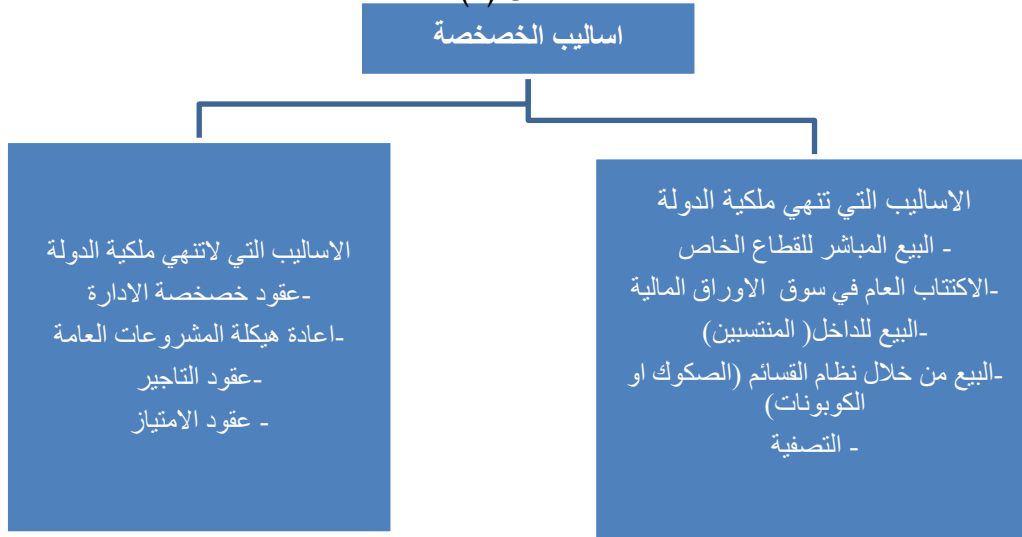 اساليب الخصخصة
الاساليب التي تنهي ملكية الدولة
- البيع المباشر للقطاع الخاص
-الاكتتاب العام في سوق الاوراق المالية
-البيع للداخل( المنتسبين)
-البيع من خلال نظام القسائم (الصكوك او
الكوبونات)
- التصفية
الاساليب التي لاتنهي ملكية الدولة
-عقود خصخصة الادارة
-اعادة هيكلة المشروعات العامة
-عقود التاجير
- عقود الامتياز